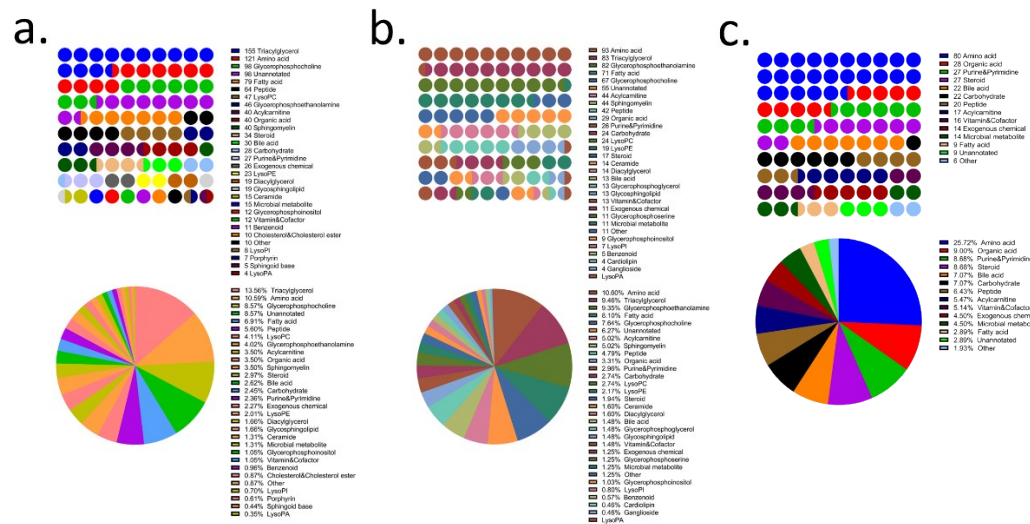 a.
155 Triacylglycerol
121 Amino acid
98 Glycerophosphocholine
98 Unannotated
79 Fatty acid
64 Peptide
47 LysoPC
46 Glycerophosphoethanolamine
40 Acylcarnitine
40 Organic acid
40 Sphingomyelin
34 Steroid
30 Bile acid
28 Carbohydrate
27 Purine&Pyrimidine
26 Exogenous chemical
23 LysoPE
19 Diacylglycerol
19 Glycosphingolipid
15 Ceramide
15 Microbial metabolite
12 Glycerophosphoinositol
12 Vitamin&Cofactor
11 Benzenoid
10 Cholesterol&Cholesterol ester
10 Other
8 LysoPI
7 Porphyrin
5 Sphingoid base
4 LysoPA
13.56% Triacylglycerol
10.59% Amino acid
8.57% Glycerophosphocholine
8.57% Unannotated
6.91% Fatty acid
5.60% Peptide
4.11% LysoPC
4.02% Glycerophosphoethanolamine
3.50% Acylcarnitine
3.50% Organic acid
3.50% Sphingomyelin
2.97% Steroid
2.62% Bile acid
2.45% Carbohydrate
2.36% Purine&Pyrimidine
2.27% Exogenous chemical
2.01% LysoPE
1.66% Diacylglycerol
1.66% Glycosphingolipid
1.31% Ceramide
1.31% Microbial metabolite
1.05% Glycerophosphoinositol
1.05% Vitamin&Cofactor
0.96% Benzenoid
0.87% Cholesterol&Cholesterol ester
0.87% Other
0.70% LysoPI
0.61% Porphyrin
0.44% Sphingoid base
0.35% LysoPA
b.
93 Amino acid
83 Triacylglycerol
82 Glycerophosphoethanolamine
71 Fatty acid
67 Glycerophosphocholine
55 Unannotated
44 Acylcarnitine
44 Sphingomyelin
42 Peptide
29 Organic acid
26 Purine&Pyrimidine
24 Carbohydrate
24 LysoPC
19 LysoPE
17 Steroid
14 Ceramide
14 Diacylglycerol
13 Bile acid
13 Glycerophosphoglycerol
13 Glycosphingolipid
13 Vitamin&Cofactor
11 Exogenous chemical
11 Glycerophosphoserine
11 Microbial metabolite
11 Other
9 Glycerophosphoinositol
7 LysoPI
5 Benzenoid
4 Cardiolipin
4 Ganglioside
LysoPA
10.60% Amino acid
9.46% Triacylglycerol
9.35% Glycerophosphoethanolamine
8.10% Fatty acid
7.64% Glycerophosphocholine
6.27% Unannotated
5.02% Acylcarnitine
5.02% Sphingomyelin
4.79% Peptide
3.31% Organic acid
2.96% Purine&Pyrimidine
2.74% Carbohydrate
2.74% LysoPC
2.17% LysoPE
1.94% Steroid
1.60% Ceramide
1.60% Diacylglycerol
1.48% Bile acid
1.48% Glycerophosphoglycerol
1.48% Glycosphingolipid
1.48% Vitamin&Cofactor
1.25% Exogenous chemical
1.25% Glycerophosphoserine
1.25% Microbial metabolite
1.25% Other
1.03% Glycerophosphoinositol
0.80% LysoPI
0.57% Benzenoid
0.46% Cardiolipin
0.46% Ganglioside
LysoPA
c.
80 Amino acid
28 Organic acid
27 Purine&Pyrimidine
27 Steroid
22 Bile acid
22 Carbohydrate
20 Peptide
17 Acylcarnitine
16 Vitamin&Cofactor
14 Exogenous chemical
14 Microbial metabolite
9 Fatty acid
9 Unannotated
6 Other
25.72% Amino acid
9.00% Organic acid
8.68% Purine&Pyrimidine
8.68% Steroid
7.07% Bile acid
7.07% Carbohydrate
6.43% Peptide
5.47% Acylcarnitine
5.14% Vitamin&Cofactor
4.50% Exogenous chem
4.50% Microbial metabo
2.89% Fatty acid
2.89% Unannotated
1.93% Other